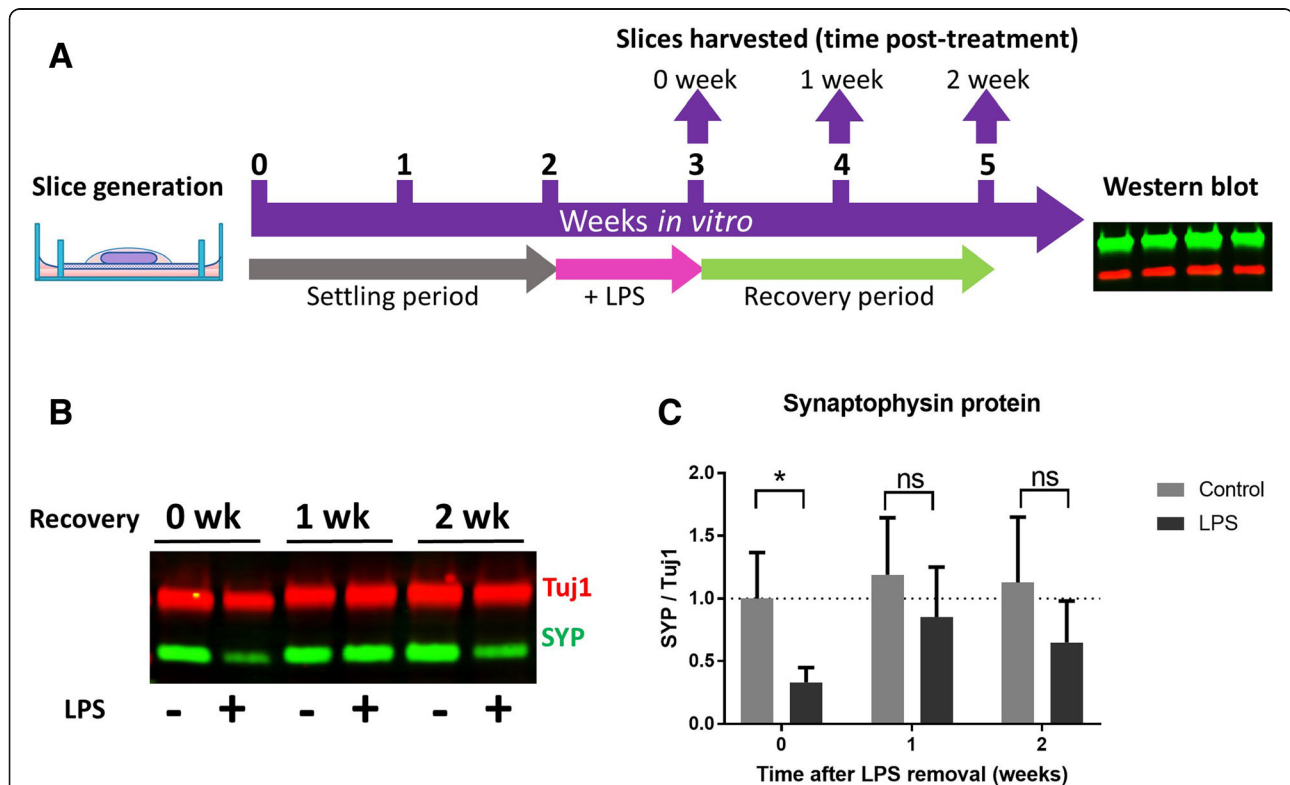 A
Slices harvested (time post-treatment)
0 week 1 week 2 week
0 1 2 3 4 5
Slice generation
Weeks in vitro
Western blot
Settling period + LPS Recovery period
B
Recovery 0 wk 1 wk 2 wk
Tuj1
SYP
LPS - + - + - +
C
Synaptophysin protein
2.0
1.5
1.0
0.5
0.0
SYP / Tuj1
* ns ns
Control
LPS
0 1 2
Time after LPS removal (weeks)